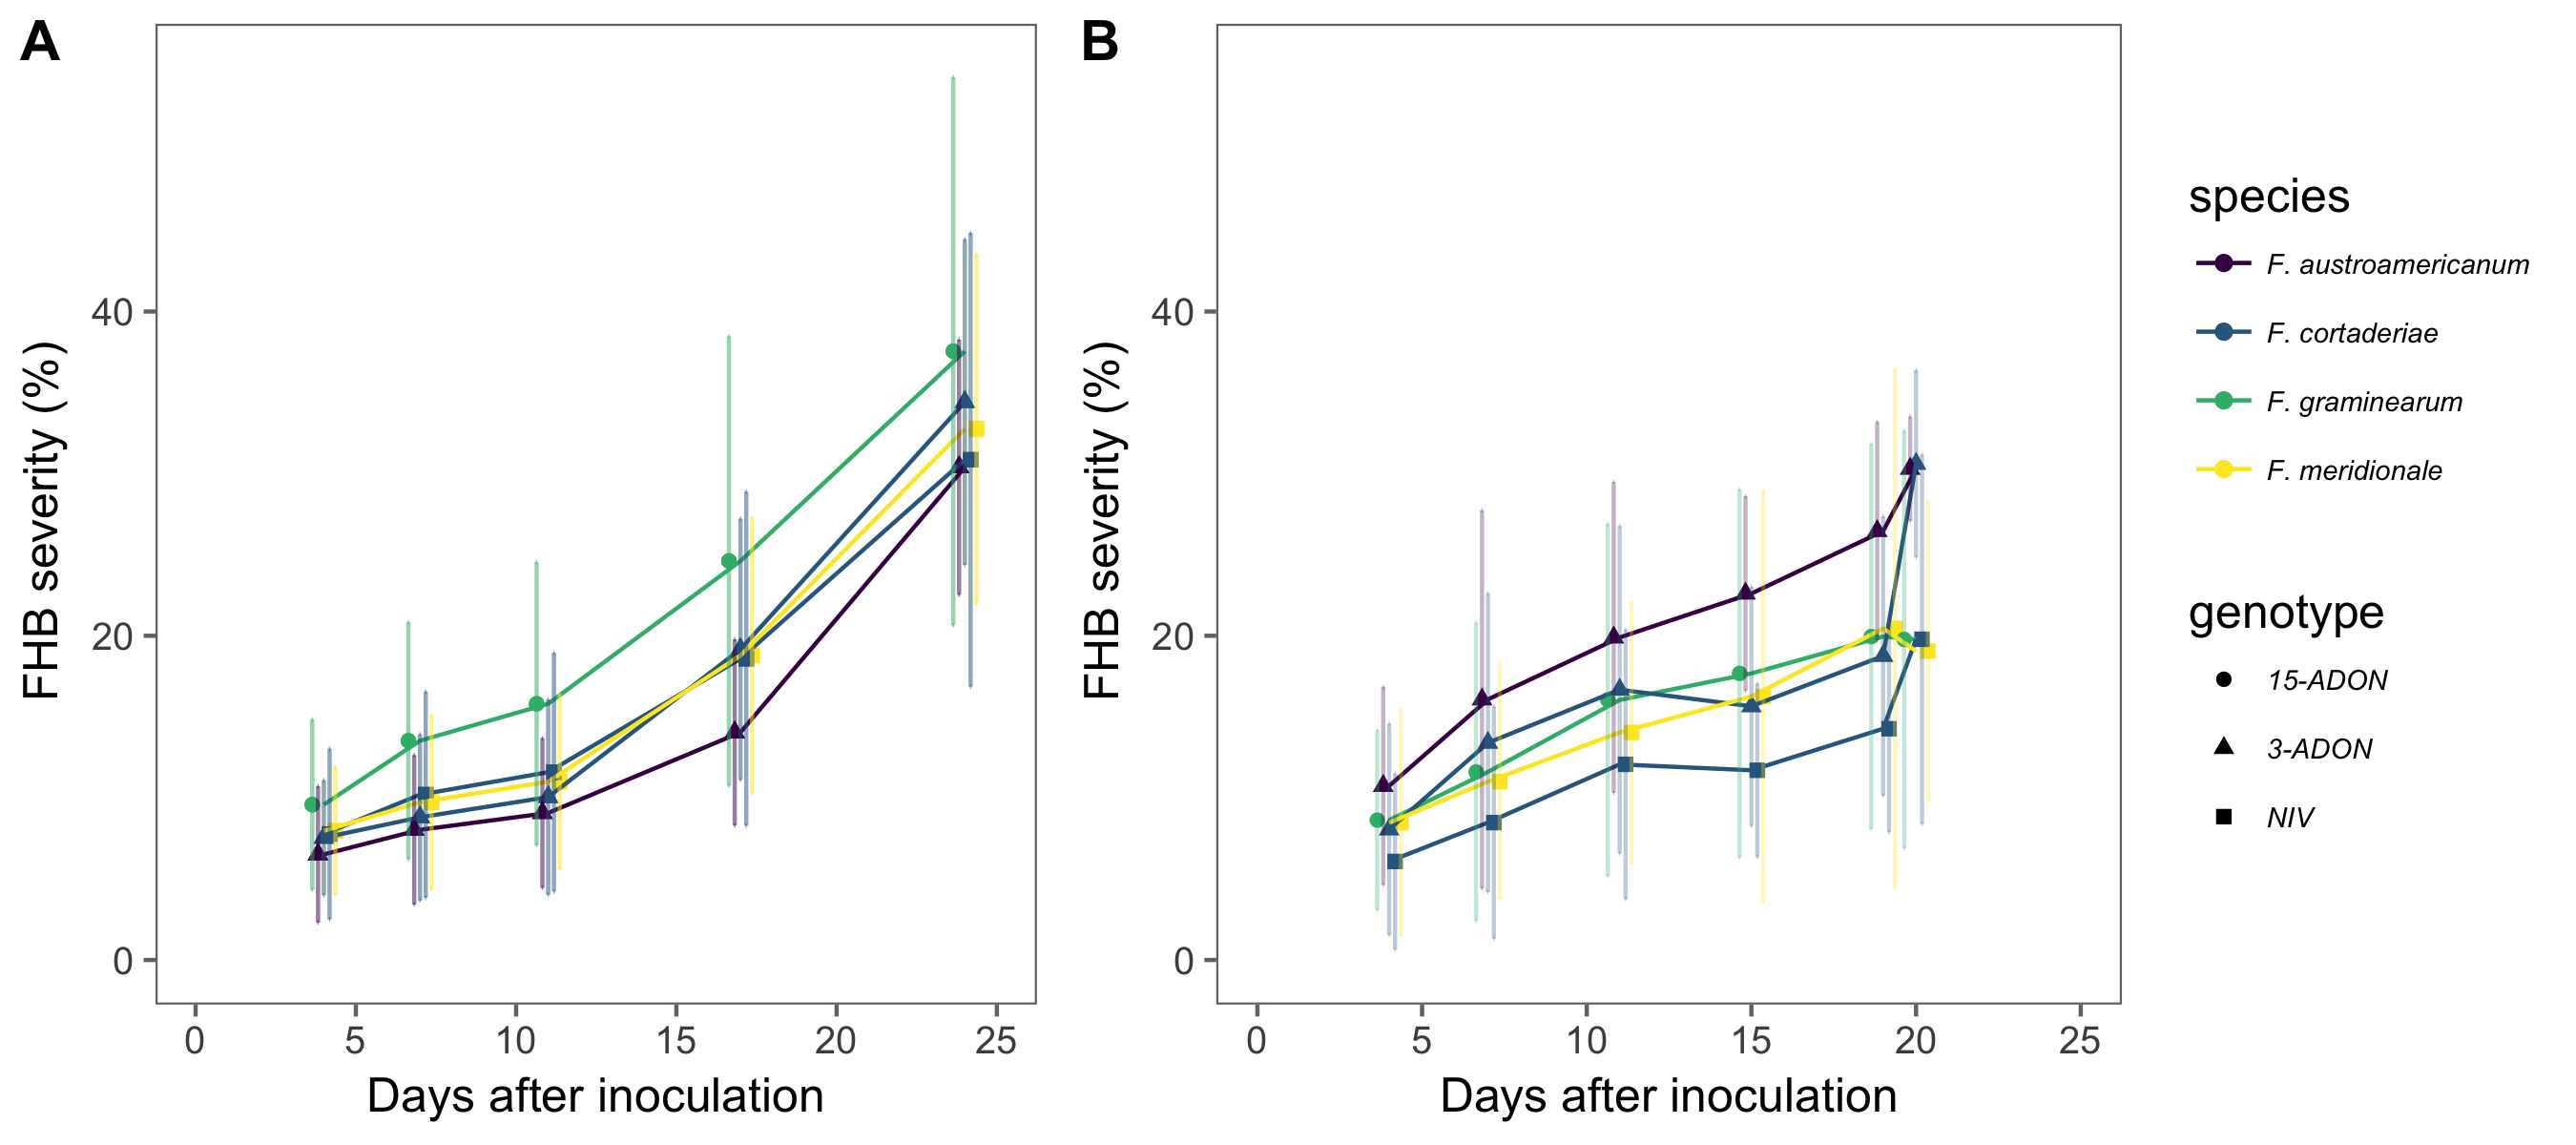 A
FHB severity (%)
40
20
0
0 5 10 15 20 25
Days after inoculation
B
FHB severity (%)
40
20
0
0 5 10 15 20 25
Days after inoculation
species
F. austroamericanum
F. cortaderiae
F. graminearum
F. meridionale
genotype
15-ADON
3-ADON
NIV